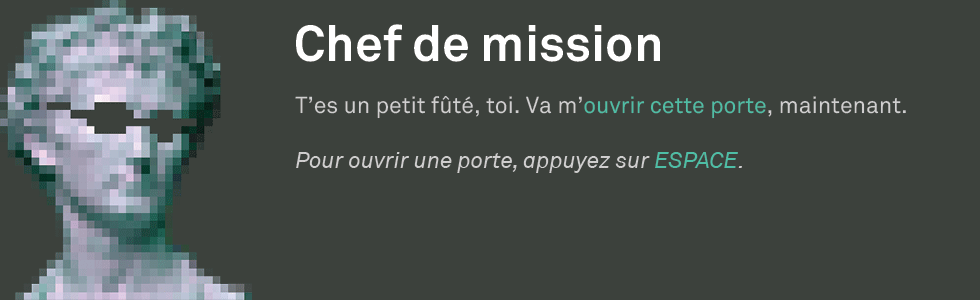 Chef de mission
T’es un petit fûté, toi. Va m’ouvrir cette porte, maintenant.
Pour ouvrir une porte, appuyez sur ESPACE.